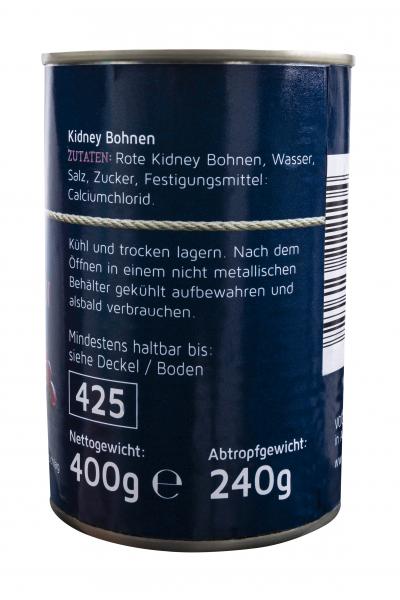 Kidney Bohnen
ZUTATEN: Rote Kidney Bohnen, Wasser,
Salz, Zucker, Festigungsmittel:
Calciumchlorid.
Kühl und trocken lagern. Nach dem
Öffnen in einem nicht metallischen
Behälter gekühlt aufbewahren und
alsbald verbrauchen.
Mindestens haltbar bis:
siehe Deckel / Boden
425
Nettogewicht:
400g e
Abtropfgewicht:
240g